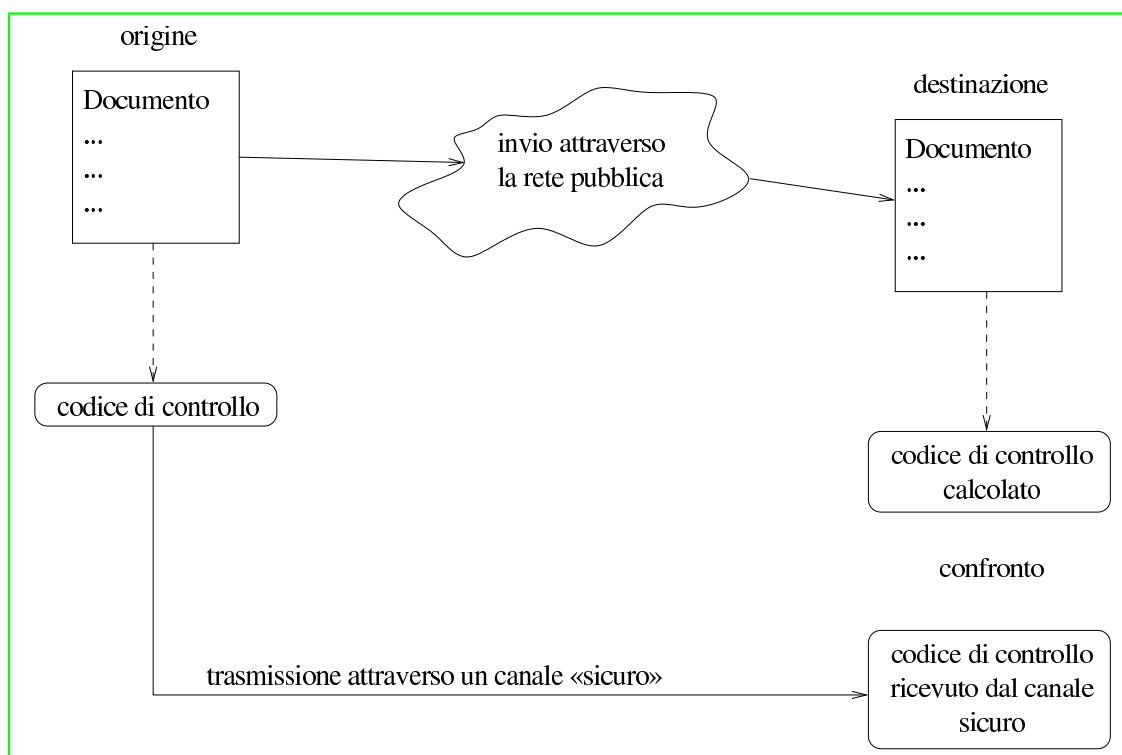 origine
Documento
...
...
...
invio attraverso
la rete pubblica
destinazione
Documento
...
...
...
codice di controllo
codice di controllo
calcolato
confronto
trasmissione attraverso un canale «sicuro»
codice di controllo
ricevuto dal canale
sicuro